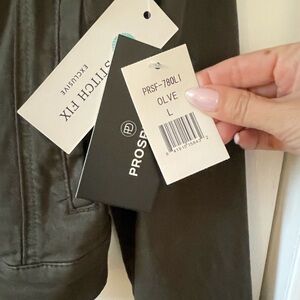 STITCH FIX
EXCLUSIVE
PROSP
PRSF-780LI
OLVE
L